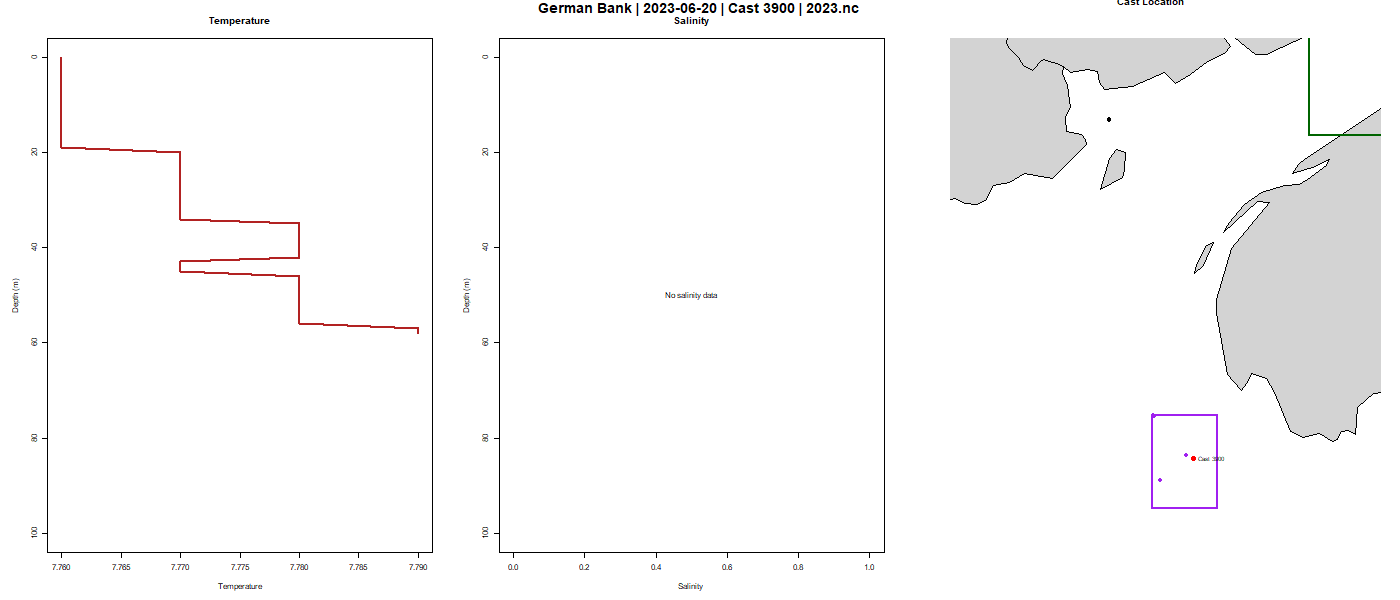 German Bank | 2023-06-20 | Cast 3900 | 2023.nc
Temperature
Salinity
Cast Location
0
20
40
60
80
100
Depth (m)
7.760 7.765 7.770 7.775 7.780 7.785 7.790
Temperature
0
20
40
60
80
100
Depth (m)
No salinity data
0.0 0.2 0.4 0.6 0.8 1.0
Salinity
Cast 3900